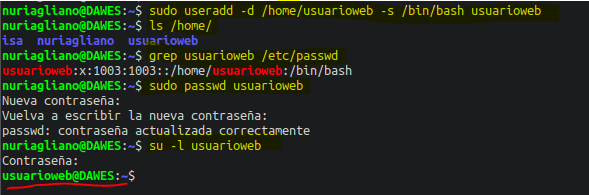 nuriagliano@DAWES:~$ sudo useradd -d /home/usuarioweb -s /bin/bash usuarioweb
nuriagliano@DAWES:~$ ls /home/
isa  nuriagliano  usuarioweb
nuriagliano@DAWES:~$ grep usuarioweb /etc/passwd
usuarioweb:x:1003:1003::/home/usuarioweb:/bin/bash
nuriagliano@DAWES:~$ sudo passwd usuarioweb
Nueva contraseña:
Vuelva a escribir la nueva contraseña:
passwd: contraseña actualizada correctamente
nuriagliano@DAWES:~$ su -l usuarioweb
Contraseña:
usuarioweb@DAWES:~$